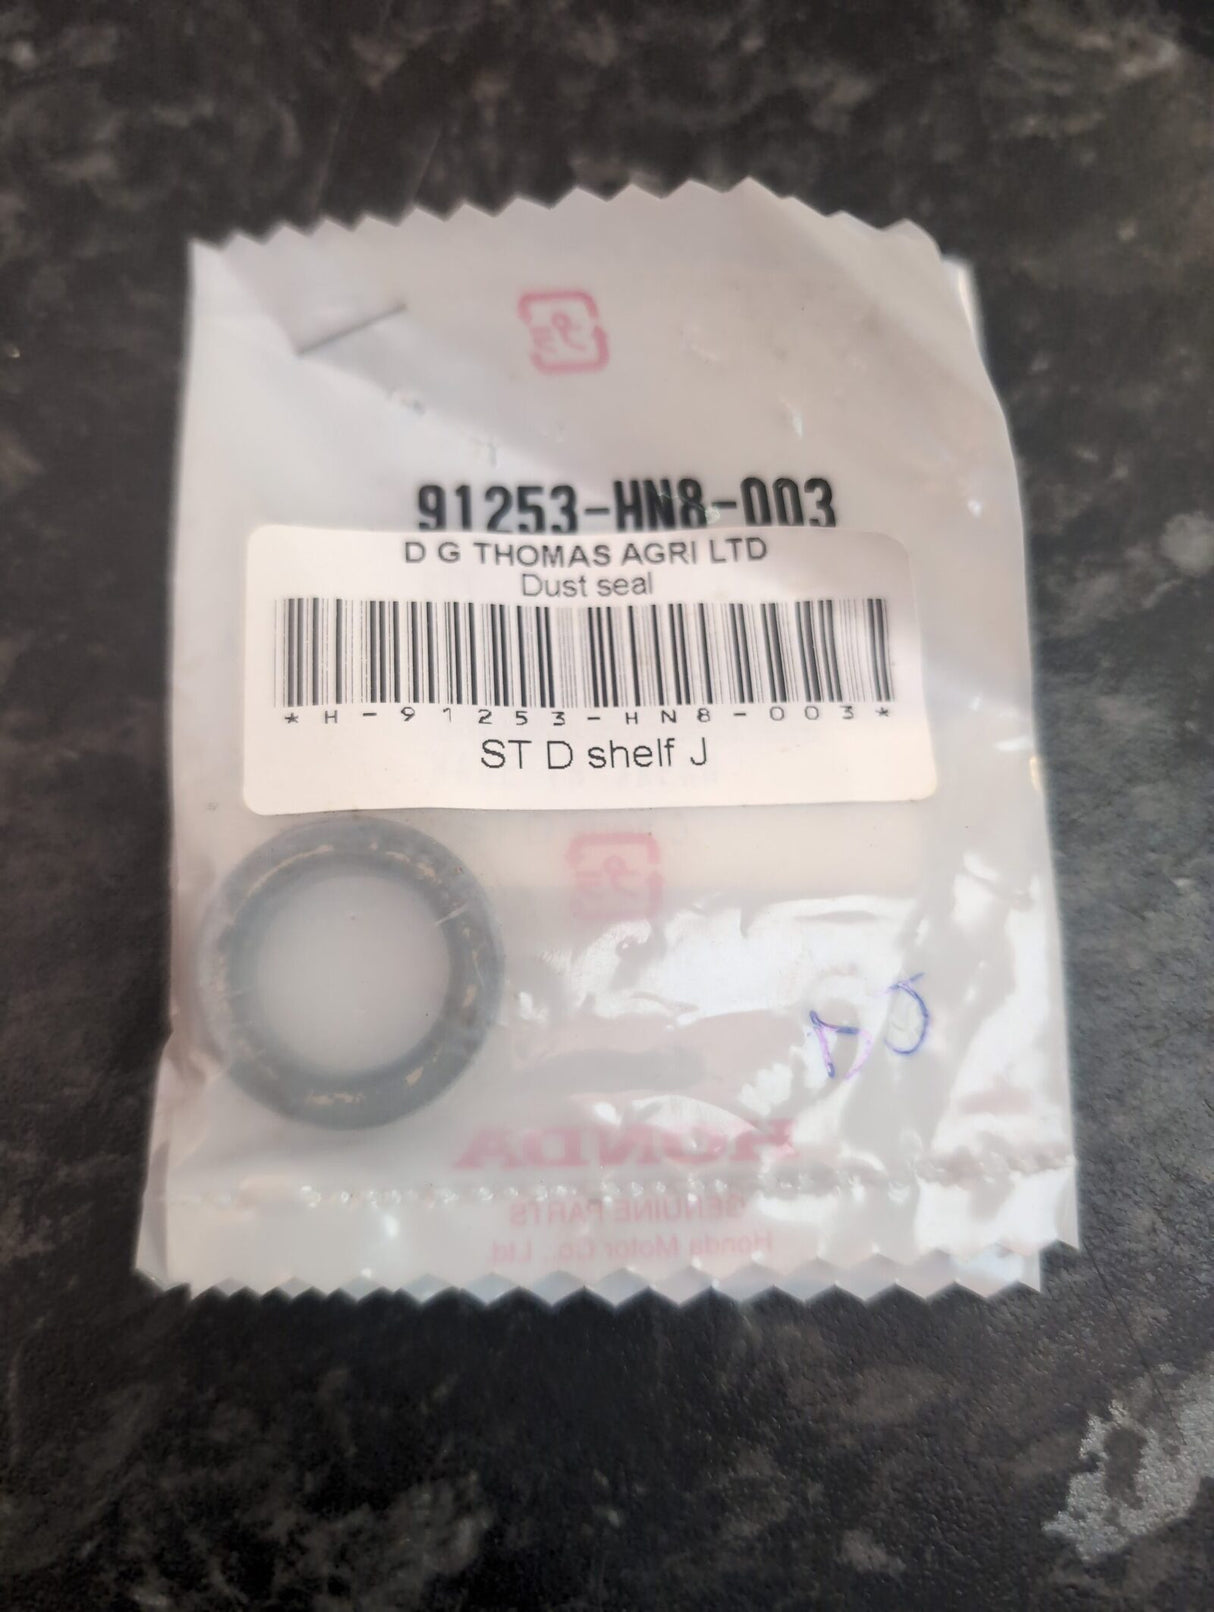 91253-HN8-003
D G THOMAS AGRI LTD
Dust seal
*H-91253-HN8-003*
ST D shelf J
HONDA
GENUINE PARTS
Honda Motor Co., Ltd.